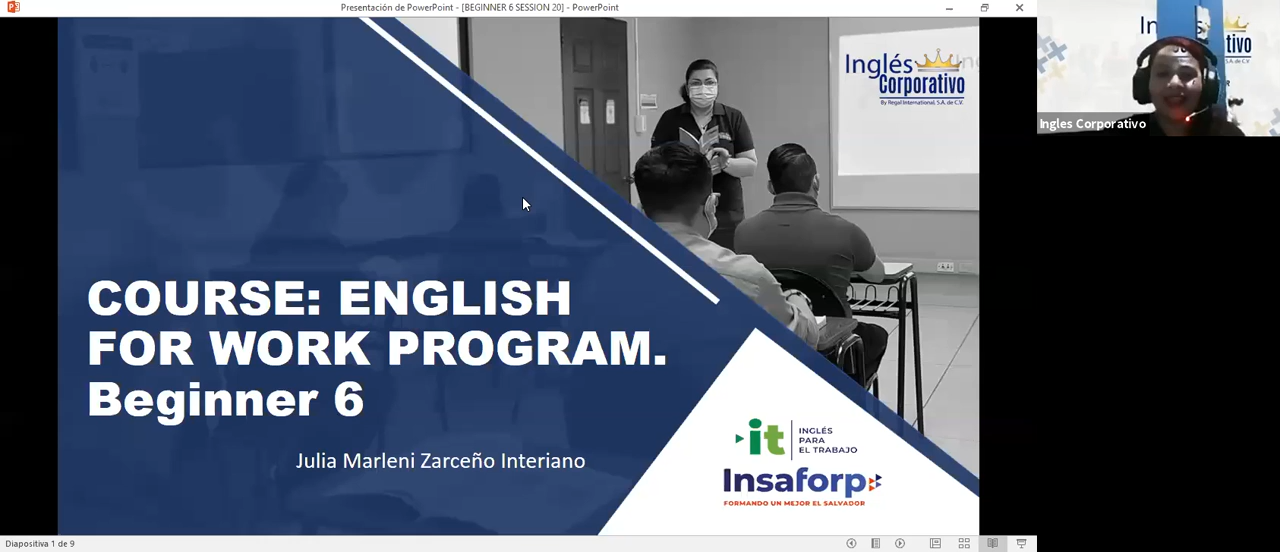 Presentación de PowerPoint - [BEGINNER 6 SESSION 20] - PowerPoint
Inglés
Corporativo
By Regal International, S.A. de C.V.
COURSE: ENGLISH
FOR WORK PROGRAM.
Beginner 6
Julia Marleni Zarceño Interiano
it
INGLÉS
PARA
EL TRABAJO
Insaforp
FORMANDO UN MEJOR EL SALVADOR
Diapositiva 1 de 9
Ingles Corporativo